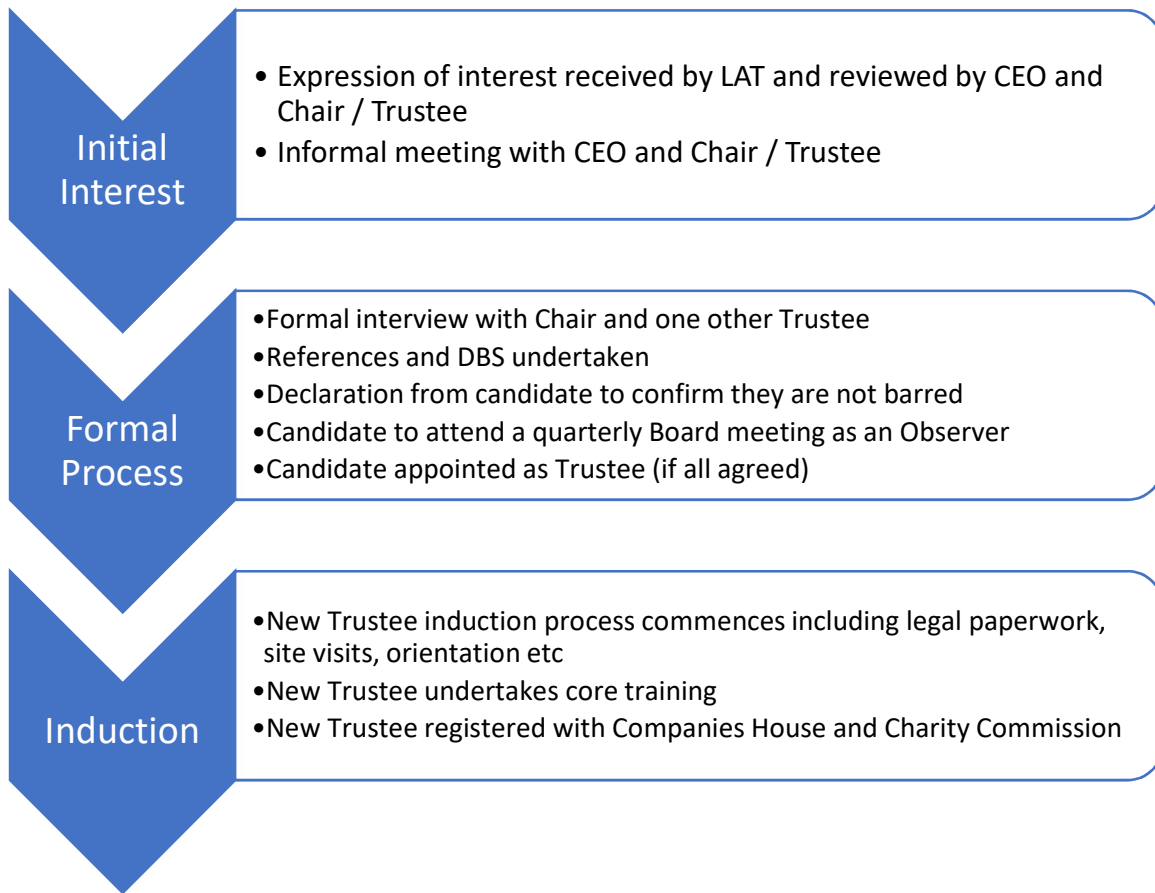 Initial
Interest
• Expression of interest received by LAT and reviewed by CEO and
Chair / Trustee
• Informal meeting with CEO and Chair / Trustee
Formal
Process
•Formal interview with Chair and one other Trustee
•References and DBS undertaken
•Declaration from candidate to confirm they are not barred
•Candidate to attend a quarterly Board meeting as an Observer
•Candidate appointed as Trustee (if all agreed)
Induction
•New Trustee induction process commences including legal paperwork,
site visits, orientation etc
•New Trustee undertakes core training
•New Trustee registered with Companies House and Charity Commission